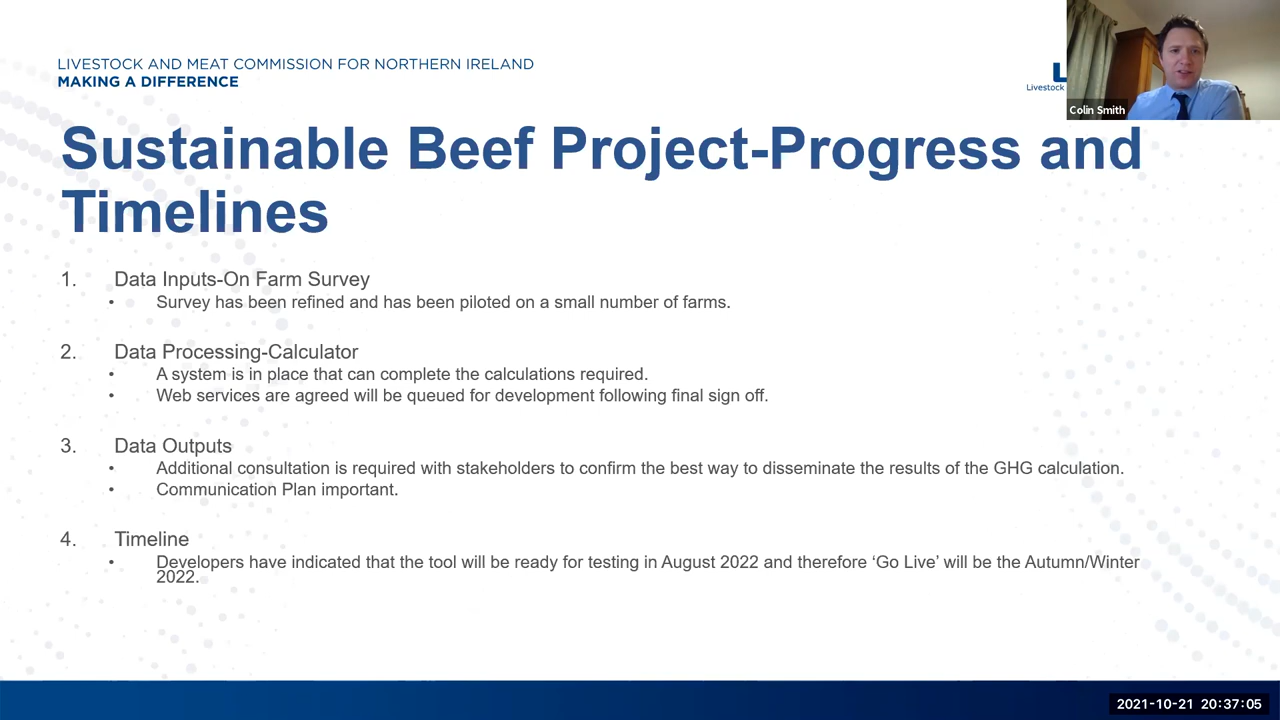 LIVESTOCK AND MEAT COMMISSION FOR NORTHERN IRELAND
MAKING A DIFFERENCE
Livestock
Colin Smith
Sustainable Beef Project-Progress and
Timelines
1. Data Inputs-On Farm Survey
• Survey has been refined and has been piloted on a small number of farms.
2. Data Processing-Calculator
• A system is in place that can complete the calculations required.
• Web services are agreed will be queued for development following final sign off.
3. Data Outputs
• Additional consultation is required with stakeholders to confirm the best way to disseminate the results of the GHG calculation.
• Communication Plan important.
4. Timeline
• Developers have indicated that the tool will be ready for testing in August 2022 and therefore ‘Go Live’ will be the Autumn/Winter
2022.
2021-10-21 20:37:05